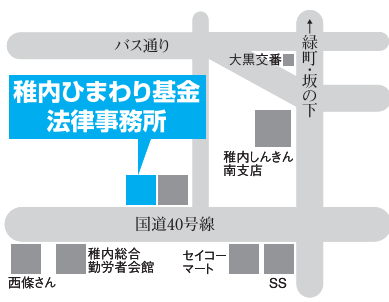 バス通り
大黒交番
↑緑町・坂の下
稚内ひまわり基金
法律事務所
稚内しんきん
南支店
国道40号線
西條さん
稚内総合
勤労者会館
セイコー
マート
SS